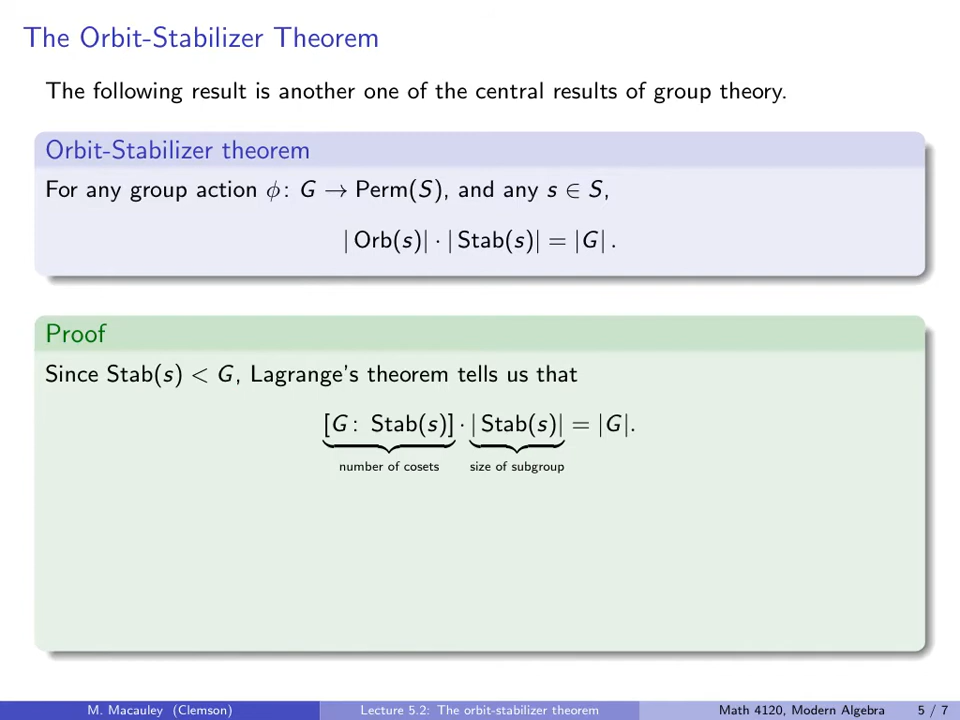 The Orbit-Stabilizer Theorem
The following result is another one of the central results of group theory.
Orbit-Stabilizer theorem
For any group action ϕ: G → Perm(S), and any s ∈ S,
| Orb(s)| · | Stab(s)| = |G| .
Proof
Since Stab(s) < G, Lagrange's theorem tells us that
[G : Stab(s)] · | Stab(s)| = |G|.
number of cosets size of subgroup
M. Macauley (Clemson) Lecture 5.2: The orbit-stabilizer theorem Math 4120, Modern Algebra 5 / 7